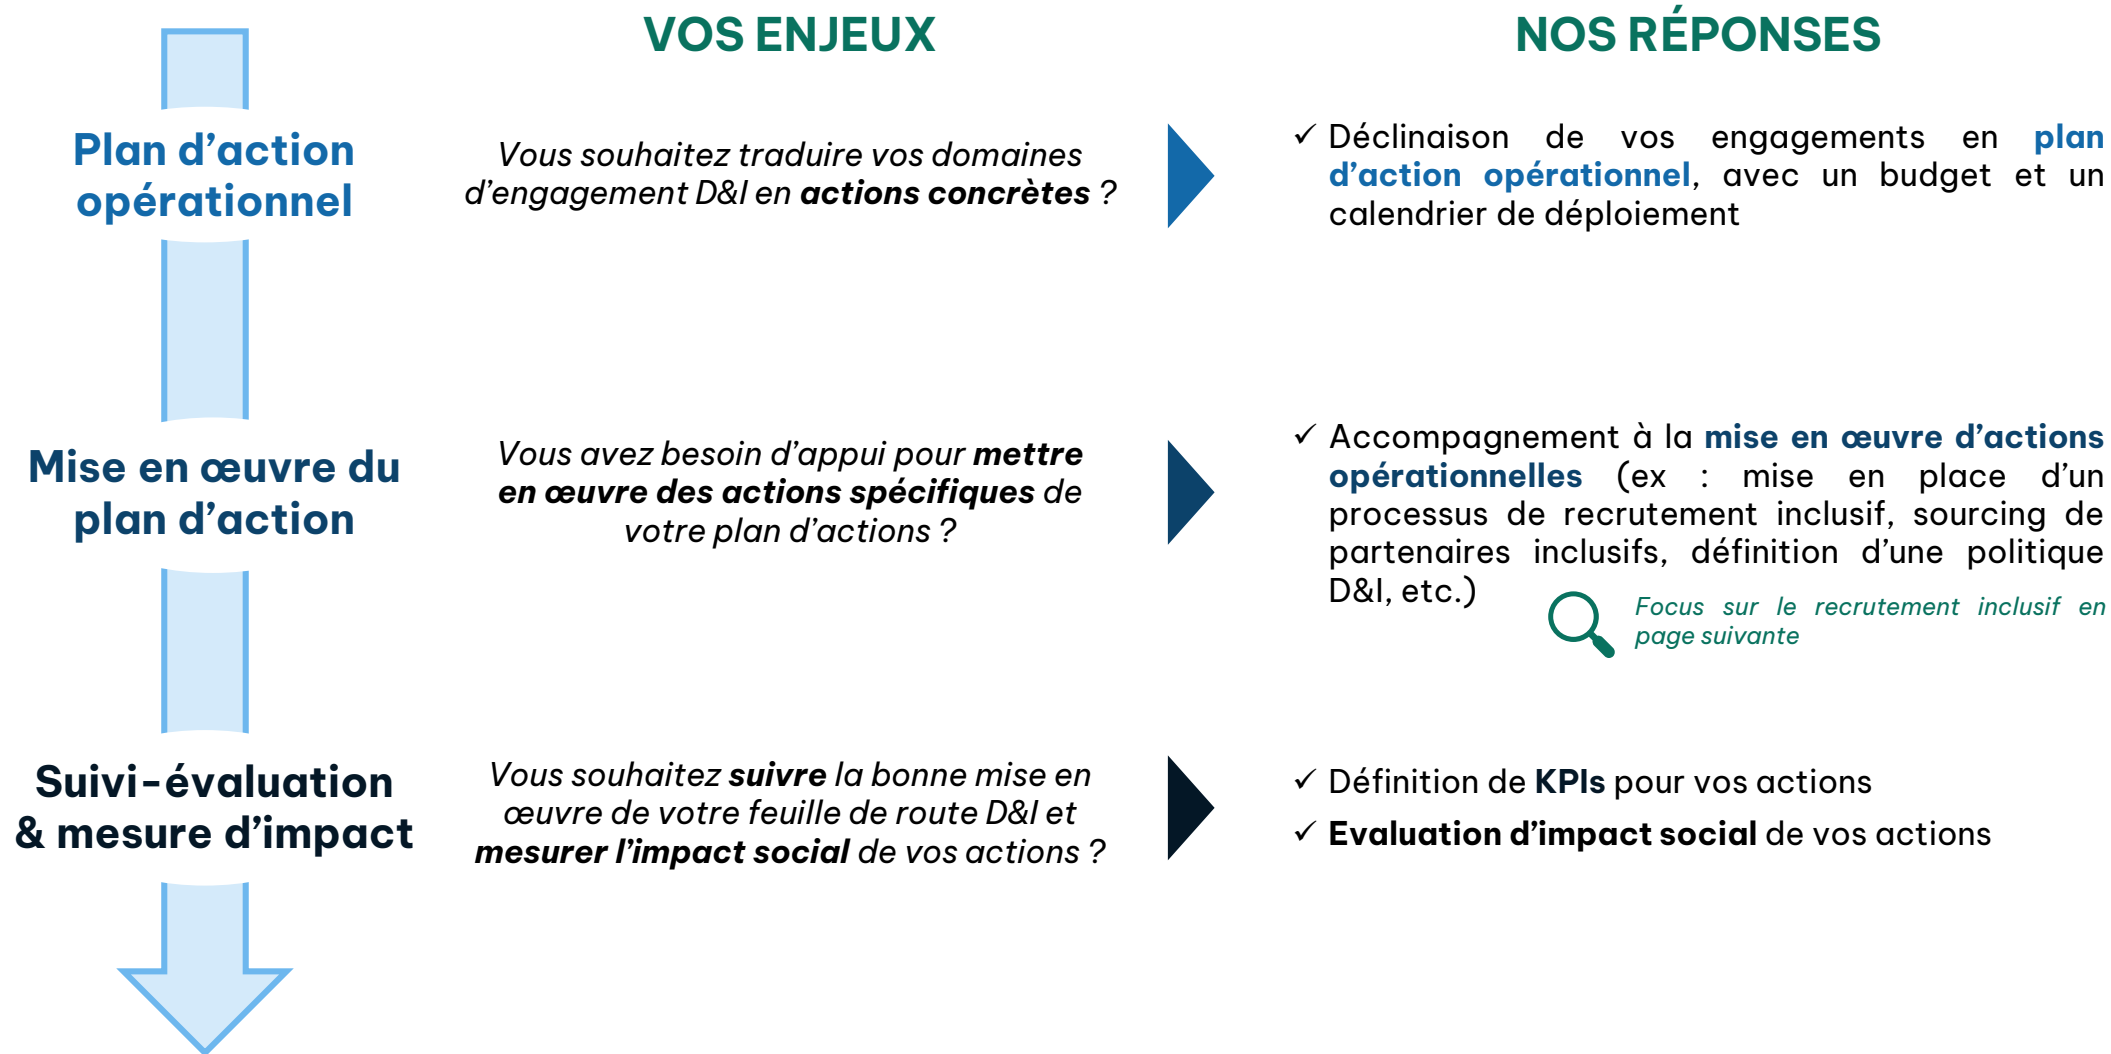 VOS ENJEUX
NOS RÉPONSES
Plan d’action
opérationnel
Vous souhaitez traduire vos domaines
d’engagement D&I en actions concrètes ?
✓ Déclinaison de vos engagements en plan
d’action opérationnel, avec un budget et un
calendrier de déploiement
Mise en œuvre du
plan d’action
Vous avez besoin d’appui pour mettre
en œuvre des actions spécifiques de
votre plan d’actions ?
✓ Accompagnement à la mise en œuvre d’actions
opérationnelles (ex : mise en place d’un
processus de recrutement inclusif, sourcing de
partenaires inclusifs, définition d’une politique
D&I, etc.)
Focus sur le recrutement inclusif en
page suivante
Suivi-évaluation
& mesure d’impact
Vous souhaitez suivre la bonne mise en
œuvre de votre feuille de route D&I et
mesurer l’impact social de vos actions ?
✓ Définition de KPIs pour vos actions
✓ Evaluation d’impact social de vos actions